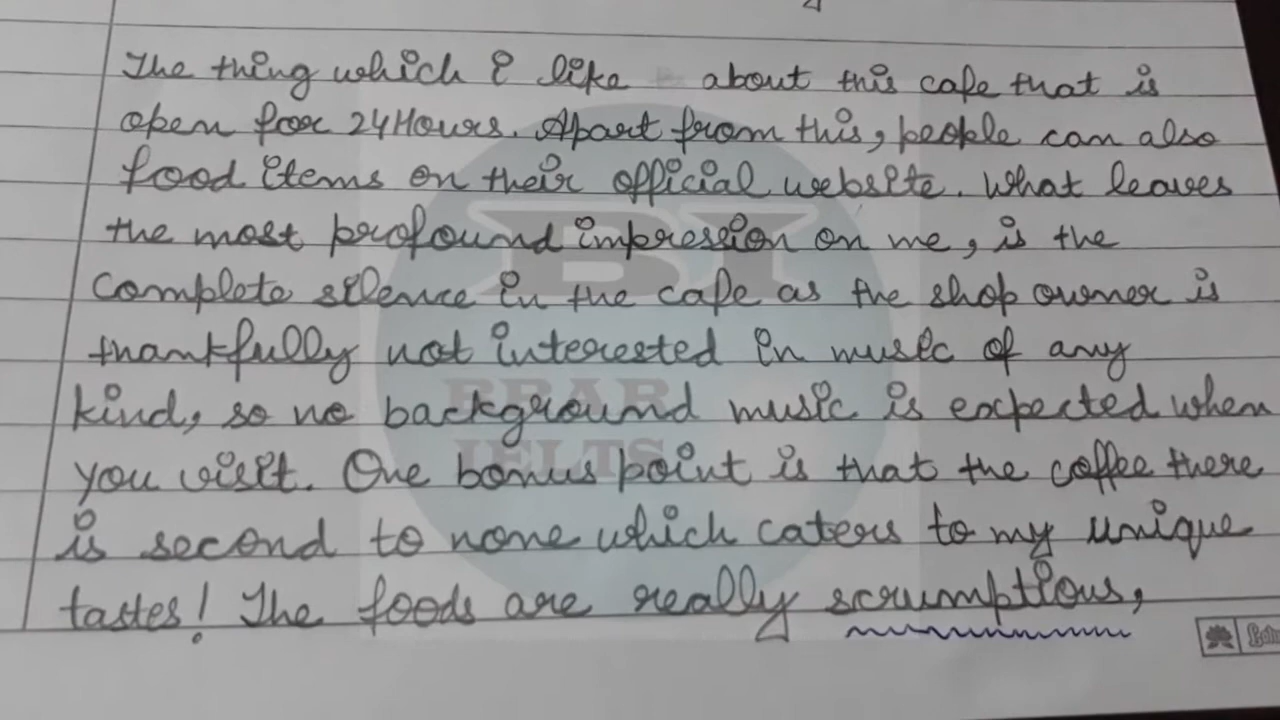 The thing which i like about this cafe that is
open for 24 Hours. Apart from this, people can also
food items on their official website. What leaves
the most profound impression on me, is the
complete silence in the cafe as the shop owner is
thankfully not interested in music of any
kind, so no background music is expected when
you visit. One bonus point is that the coffee there
is second to none which caters to my unique
tastes! The foods are really scrumptious,
BI
IELTS